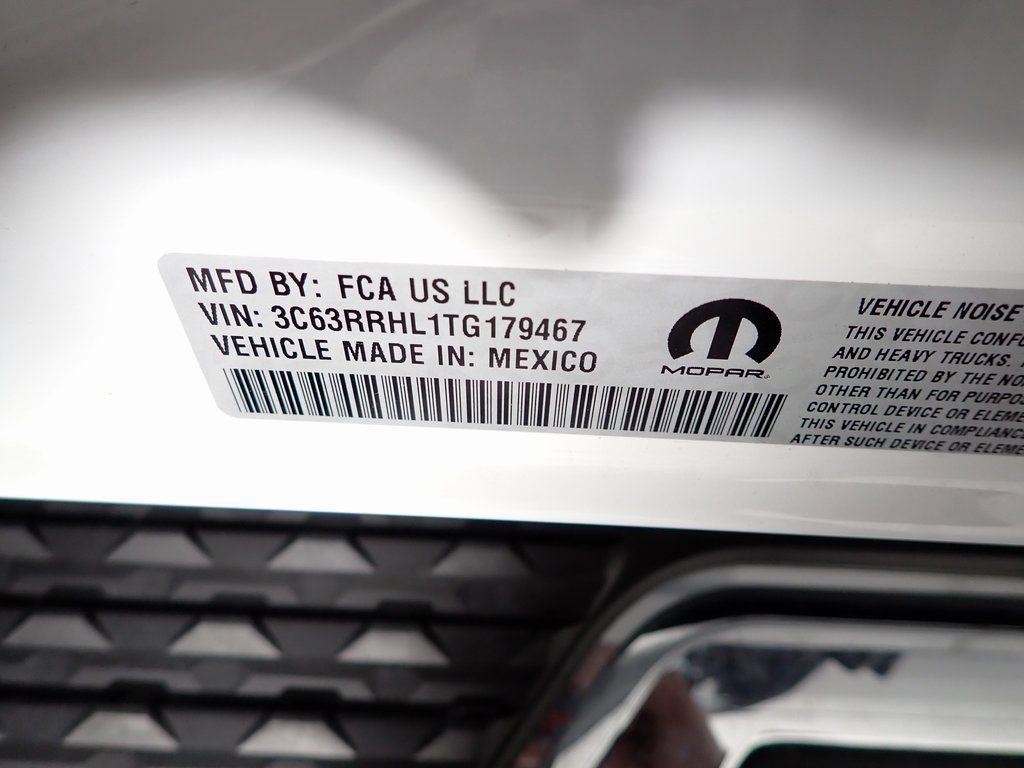 MFD BY: FCA US LLC
VIN: 3C63RRHL1TG179467
VEHICLE MADE IN: MEXICO
MOPAR
VEHICLE NOISE
THIS VEHICLE
AND HEAVY TRUCKS.
PROHIBITED BY THE
OTHER THAN FOR
CONTROL DEVICE OR
THIS VEHICLE IN
AFTER SUCH DEVICE OR